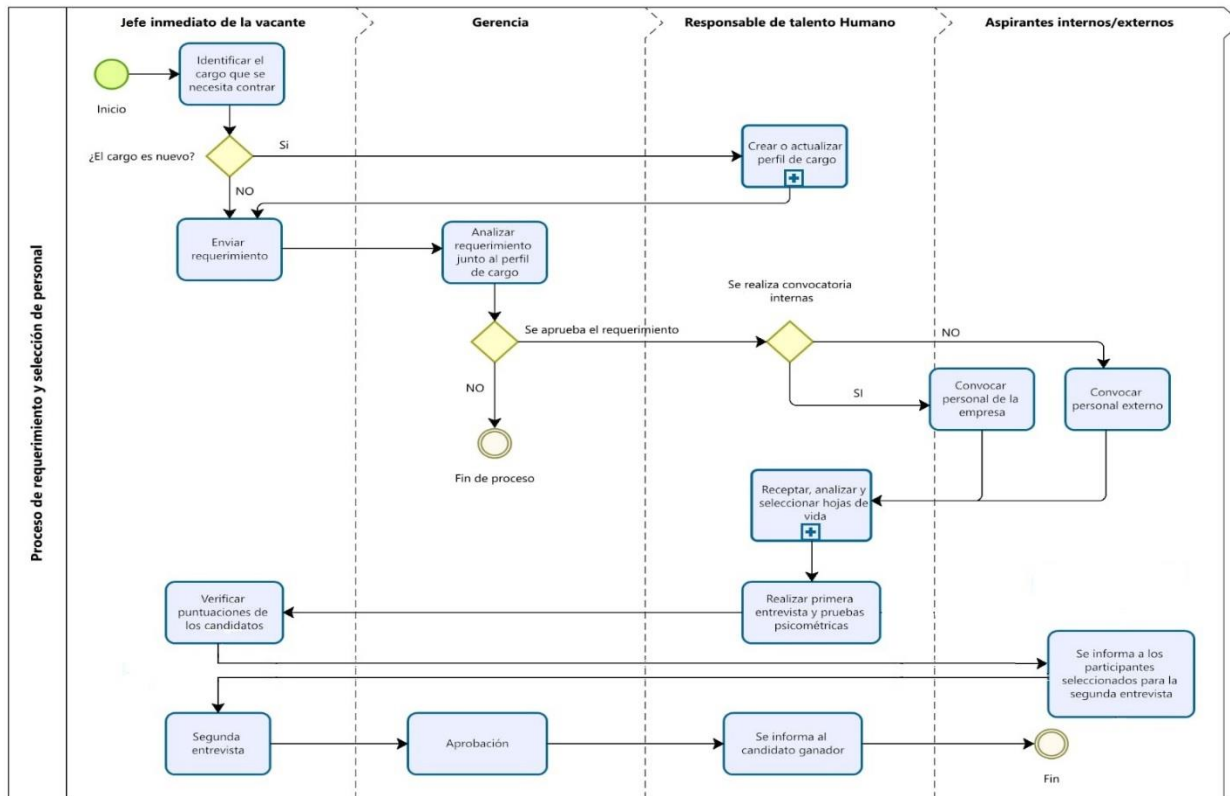 Proceso de requerimiento y selección de personal
Jefe inmediato de la vacante
Gerencia
Responsable de talento Humano
Aspirantes internos/externos
Inicio
Identificar el
cargo que se
necesita contrar
¿El cargo es nuevo?
Si
NO
Crear o actualizar
perfil de cargo
Enviar
requerimiento
Analizar
requerimiento
junto al perfil
de cargo
Se aprueba el requerimiento
NO
Fin de proceso
Se realiza convocatoria
internas
NO
SI
Convocar
personal de la
empresa
Convocar
personal externo
Receptar, analizar y
seleccionar hojas de
vida
Realizar primera
entrevista y pruebas
psicométricas
Verificar
puntuaciones de
los candidatos
Se informa a los
participantes
seleccionados para la
segunda entrevista
Segunda
entrevista
Aprobación
Se informa al
candidato ganador
Fin